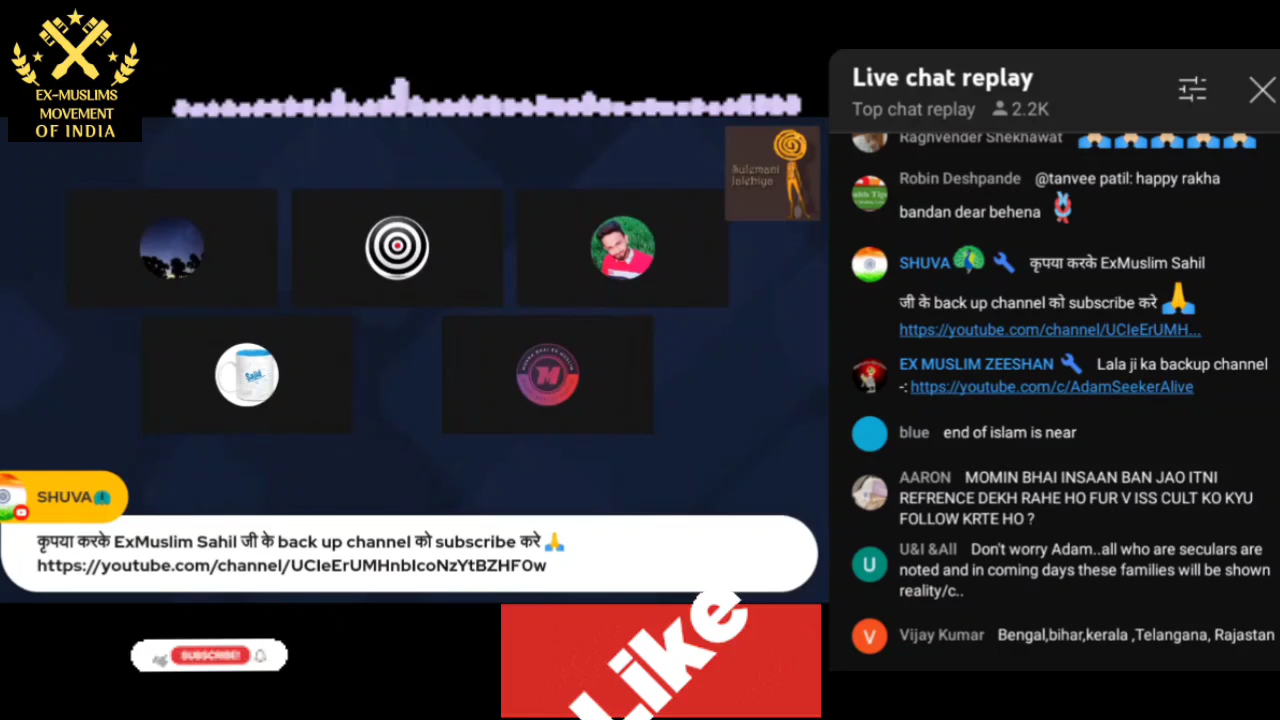 EX-MUSLIMS
MOVEMENT
OF INDIA
Sulemani
Jalebiya
Sajid
M
SHUVA🦚
कृपया करके ExMuslim Sahil जी के back up channel को subscribe करे 🙏
https://youtube.com/channel/UCIeErUMHnbIcoNzYtBZHF0w
SUBSCRIBE!
Like
Live chat replay
Top chat replay 2.2K
Raghvender Shekhawat 🙏🙏🙏🙏🙏
Robin Deshpande @tanvee patil: happy rakha
bandan dear behena
SHUVA🦚 🔧 कृपया करके ExMuslim Sahil
जी के back up channel को subscribe करे 🙏
https://youtube.com/channel/UCIeErUMH...
EX MUSLIM ZEESHAN 🔧 Lala ji ka backup channel
-: https://youtube.com/c/AdamSeekerAlive
blue end of islam is near
AARON MOMIN BHAI INSAAN BAN JAO ITNI
REFRENCE DEKH RAHE HO FUR V ISS CULT KO KYU
FOLLOW KRTE HO ?
U
U&I &All Don't worry Adam..all who are seculars are
noted and in coming days these families will be shown
reality/c..
V
Vijay Kumar Bengal,bihar,kerala ,Telangana, Rajastan